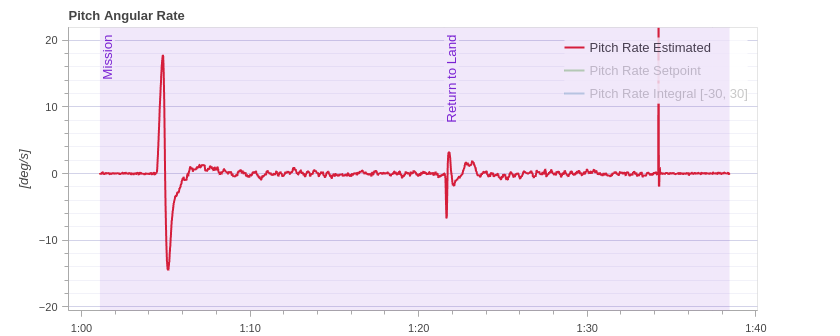 Pitch Angular Rate
20
10
0
−10
−20
[deg/s]
Mission
Return to Land
Pitch Rate Estimated
Pitch Rate Setpoint
Pitch Rate Integral [-30, 30]
1:00
1:10
1:20
1:30
1:40